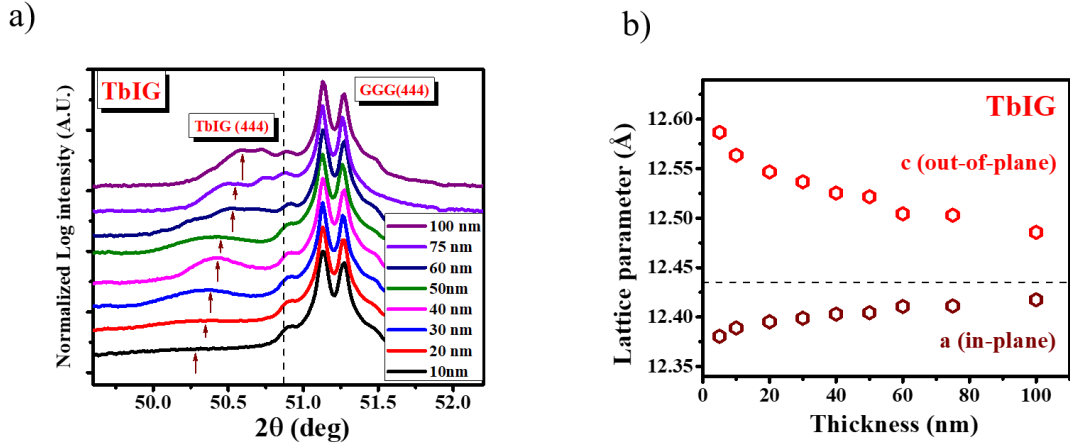 a)
TbIG
TbIG (444)
GGG(444)
100 nm
75 nm
60 nm
50nm
40 nm
30 nm
20 nm
10nm
Normalized Log intensity (A.U.)
50.0 50.5 51.0 51.5 52.0
2θ (deg)
b)
TbIG
c (out-of-plane)
a (in-plane)
Lattice parameter (Å)
12.60
12.55
12.50
12.40
12.35
0 20 40 60 80 100
Thickness (nm)